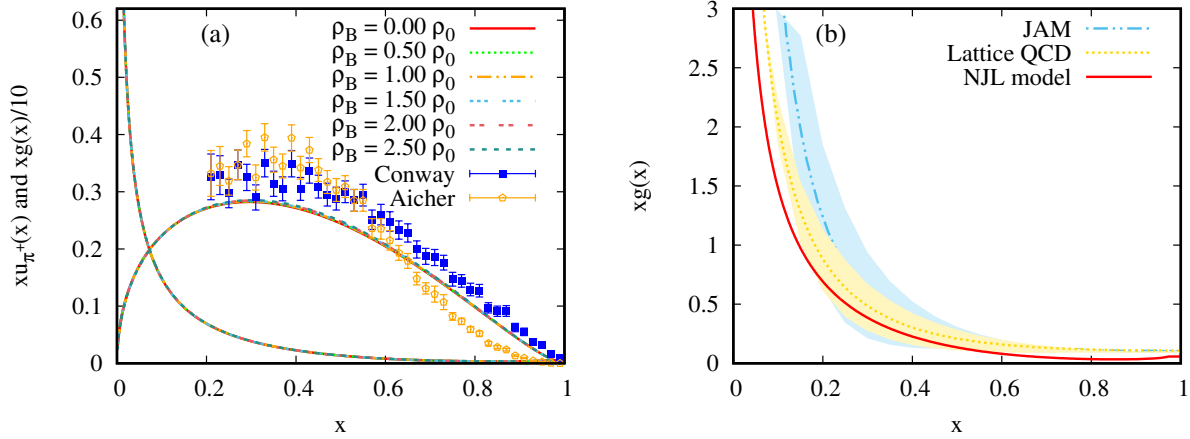 (a)
ρB = 0.00 ρ0
ρB = 0.50 ρ0
ρB = 1.00 ρ0
ρB = 1.50 ρ0
ρB = 2.00 ρ0
ρB = 2.50 ρ0
Conway
Aicher
xuπ+(x) and xg(x)/10
0.6
0.5
0.4
0.3
0.2
0.1
0
0 0.2 0.4 0.6 0.8 1
x
(b)
JAM
Lattice QCD
NJL model
xg(x)
3
2.5
2
1.5
1
0.5
0
0 0.2 0.4 0.6 0.8 1
x